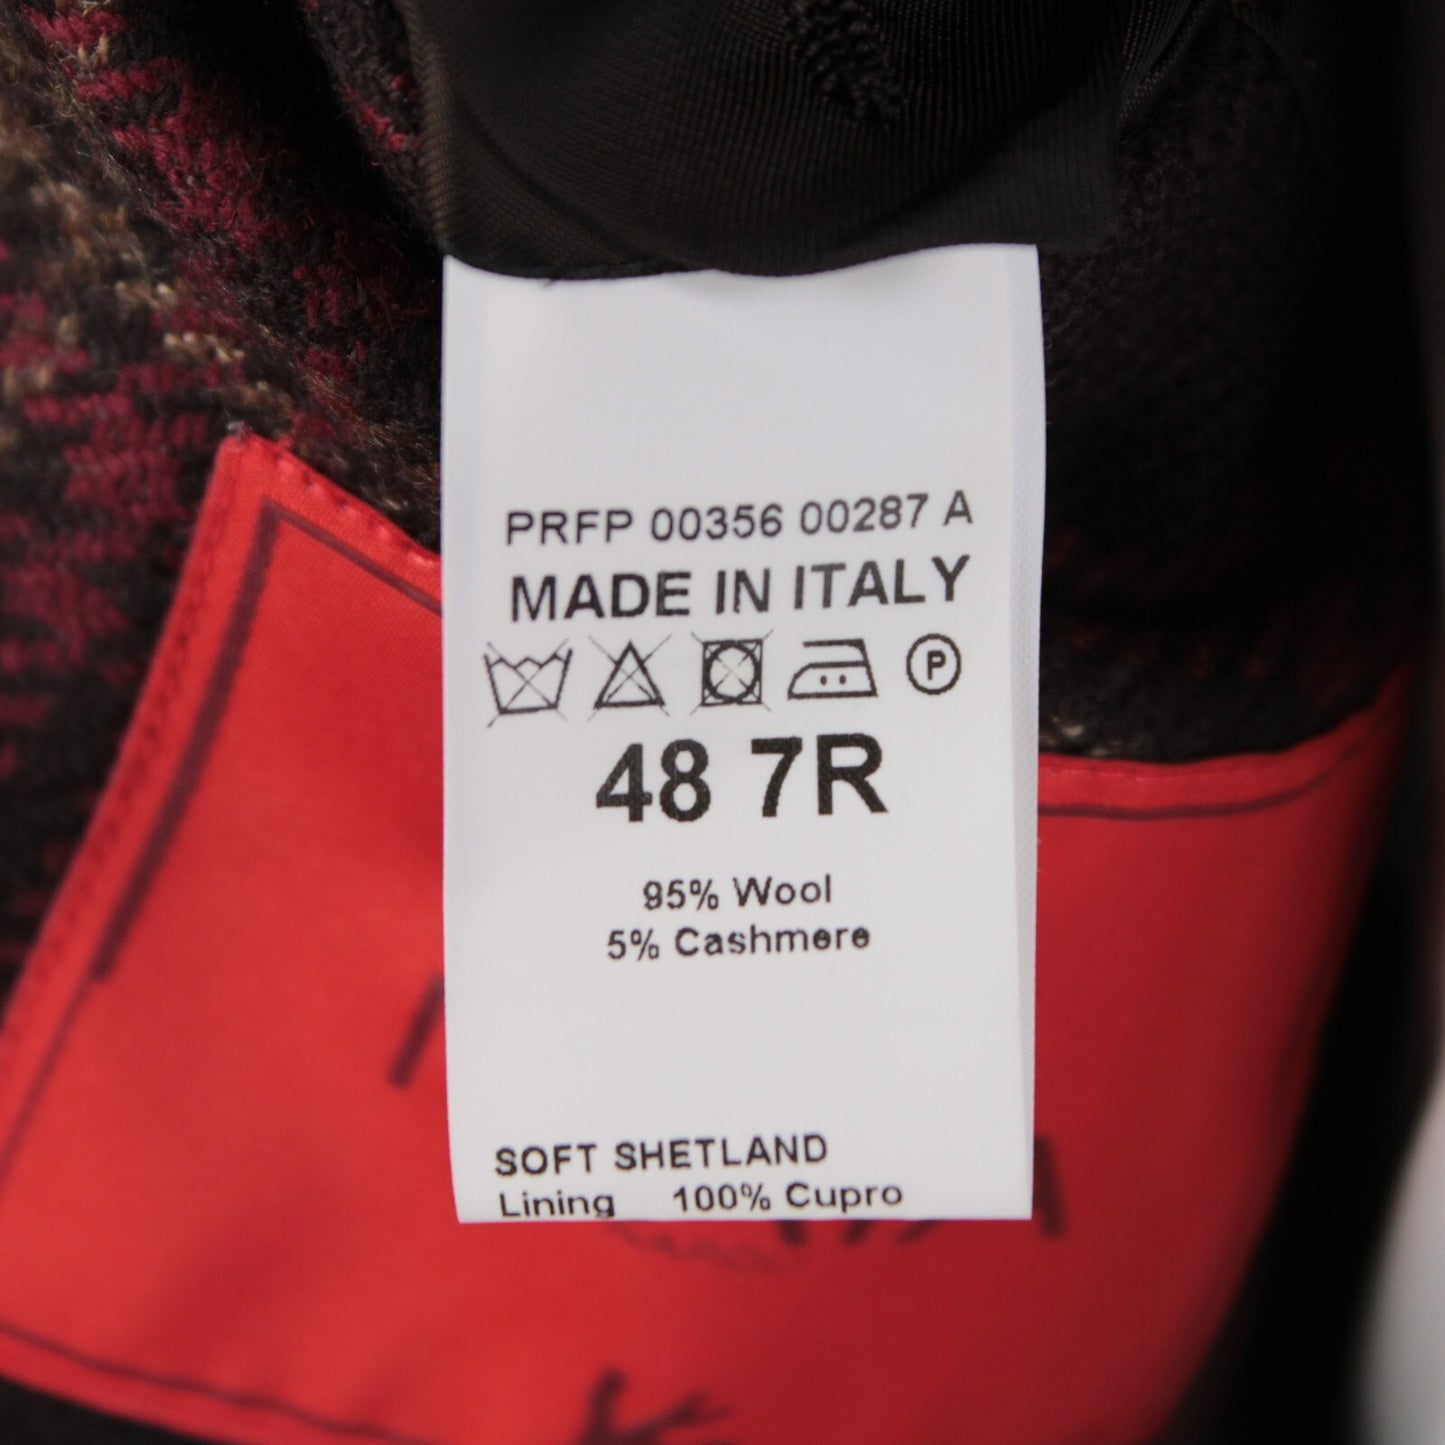 PRFP 00356 00287 A
MADE IN ITALY
P
48 7R
95% Wool
5% Cashmere
SOFT SHETLAND
Lining 100% Cupro